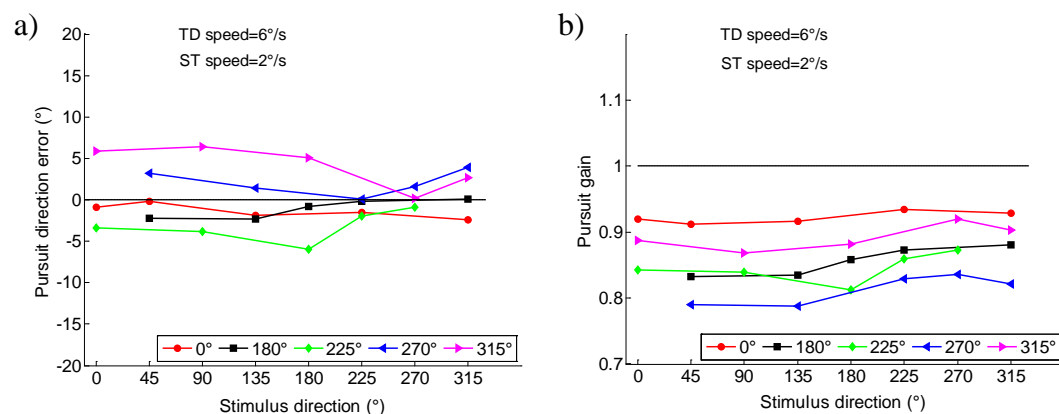 a)
TD speed=6°/s
ST speed=2°/s
Pursuit direction error (°)
20
15
10
5
0
-5
-10
-15
-20
0° 180° 225° 270° 315°
0 45 90 135 180 225 270 315
Stimulus direction (°)
b)
TD speed=6°/s
ST speed=2°/s
Pursuit gain
1.1
1
0.9
0.8
0.7
0° 180° 225° 270° 315°
0 45 90 135 180 225 270 315
Stimulus direction (°)